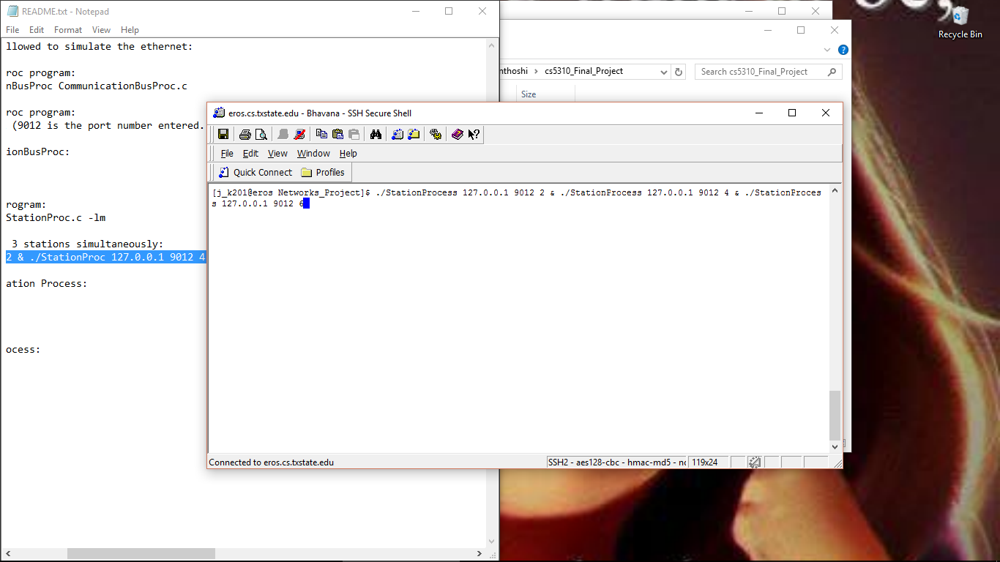 README.txt - Notepad
File Edit Format View Help
llowed to simulate the ethernet:
roc program:
nBusProc CommunicationBusProc.c
roc program:
(9012 is the port number entered.
ionBusProc:
rogram:
StationProc.c -lm
3 stations simultaneously:
2 & ./StationProc 127.0.0.1 9012 4
ation Process:
ocess:
nthoshi > cs5310_Final_Project
Search cs5310_Final_Project
Size
Recycle Bin
eros.cs.txstate.edu - Bhavana - SSH Secure Shell
File Edit View Window Help
Quick Connect Profiles
[j_k201@eros Networks_Project]$ ./StationProcess 127.0.0.1 9012 2 & ./StationProcess 127.0.0.1 9012 4 & ./StationProces
s 127.0.0.1 9012 6
Connected to eros.cs.txstate.edu
SSH2 - aes128-cbc - hmac-md5 - nc
119x24